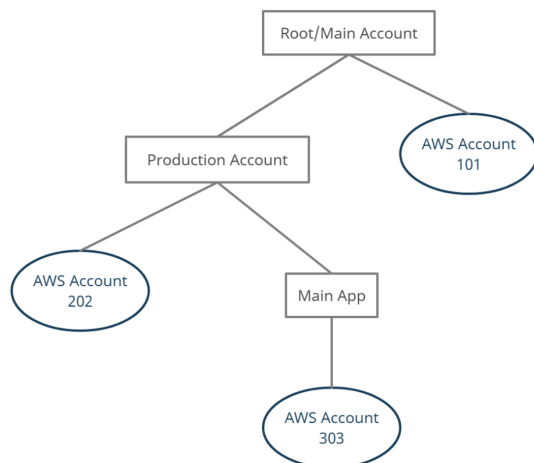 Root/Main Account
AWS Account
101
Production Account
AWS Account
202
Main App
AWS Account
303